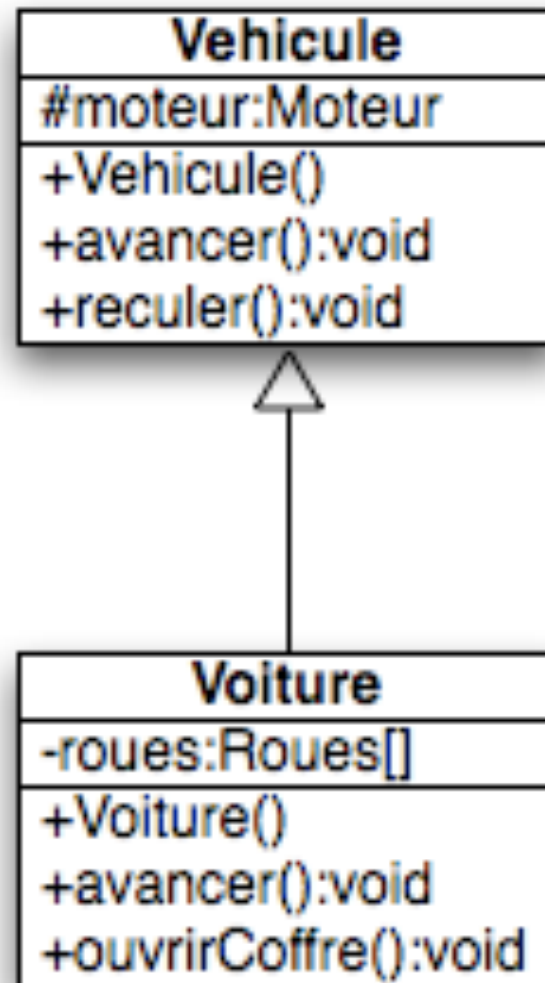 Vehicule
#moteur:Moteur
+Vehicule()
+avancer():void
+reculer():void
Voiture
-roues:Roues[]
+Voiture()
+avancer():void
+ouvrirCoffre():void